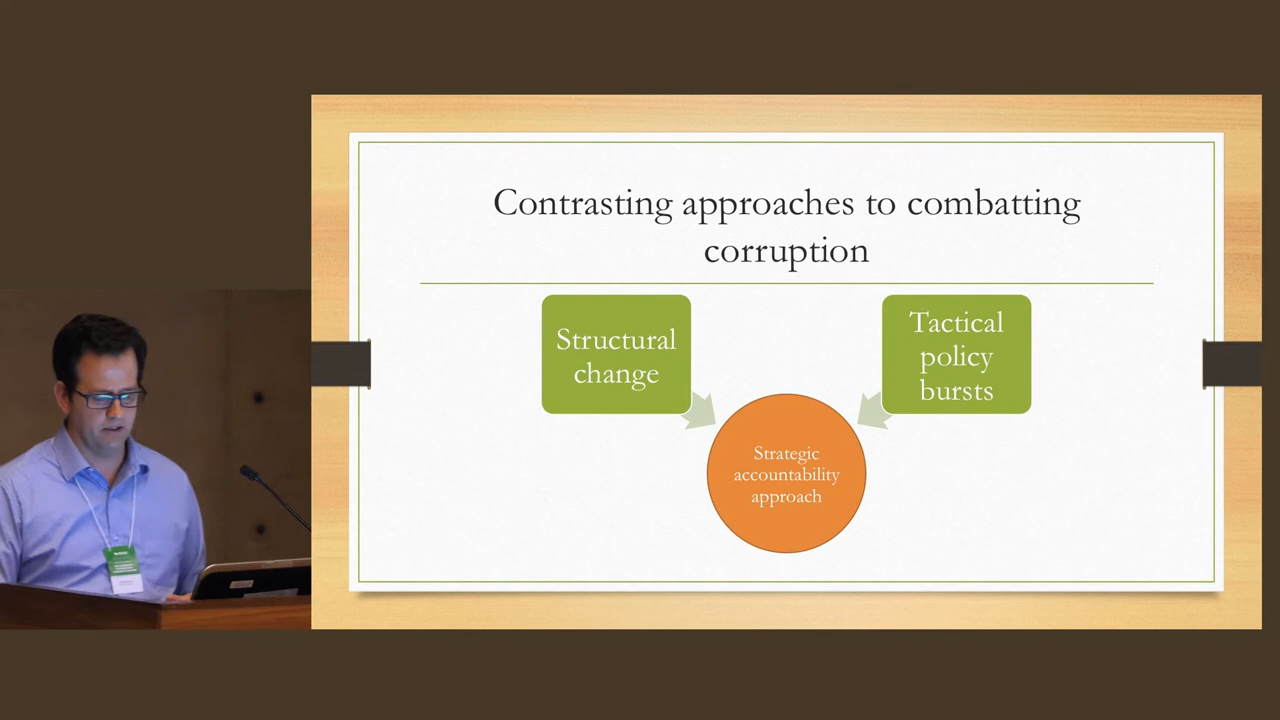 Contrasting approaches to combatting
corruption
Structural
change
Tactical
policy
bursts
Strategic
accountability
approach